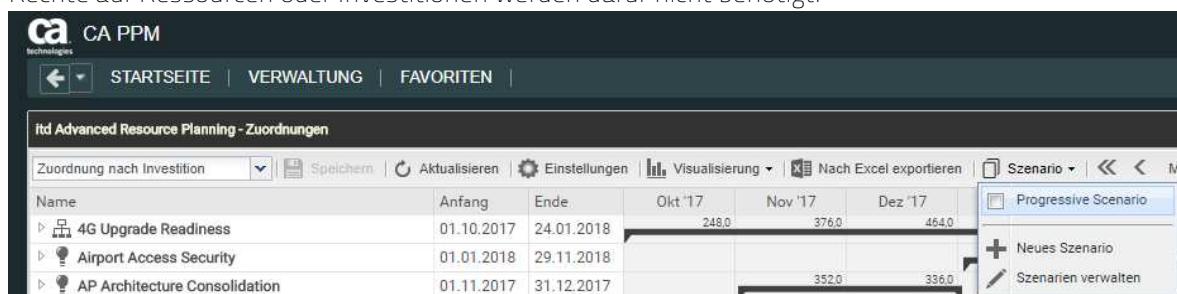 ca technologies CA PPM
STARTSEITE | VERWALTUNG | FAVORITEN |
itd Advanced Resource Planning - Zuordnungen
Zuordnung nach Investition Speichern Aktualisieren Einstellungen Visualisierung Nach Excel exportieren Szenario
Name Anfang Ende Okt '17 Nov '17 Dez '17 Progressive Scenario
4G Upgrade Readiness 01.10.2017 24.01.2018 248,0 376,0 464,0
Neues Szenario
Airport Access Security 01.01.2018 29.11.2018
Szenarien verwalten
AP Architecture Consolidation 01.11.2017 31.12.2017 352,0 336,0